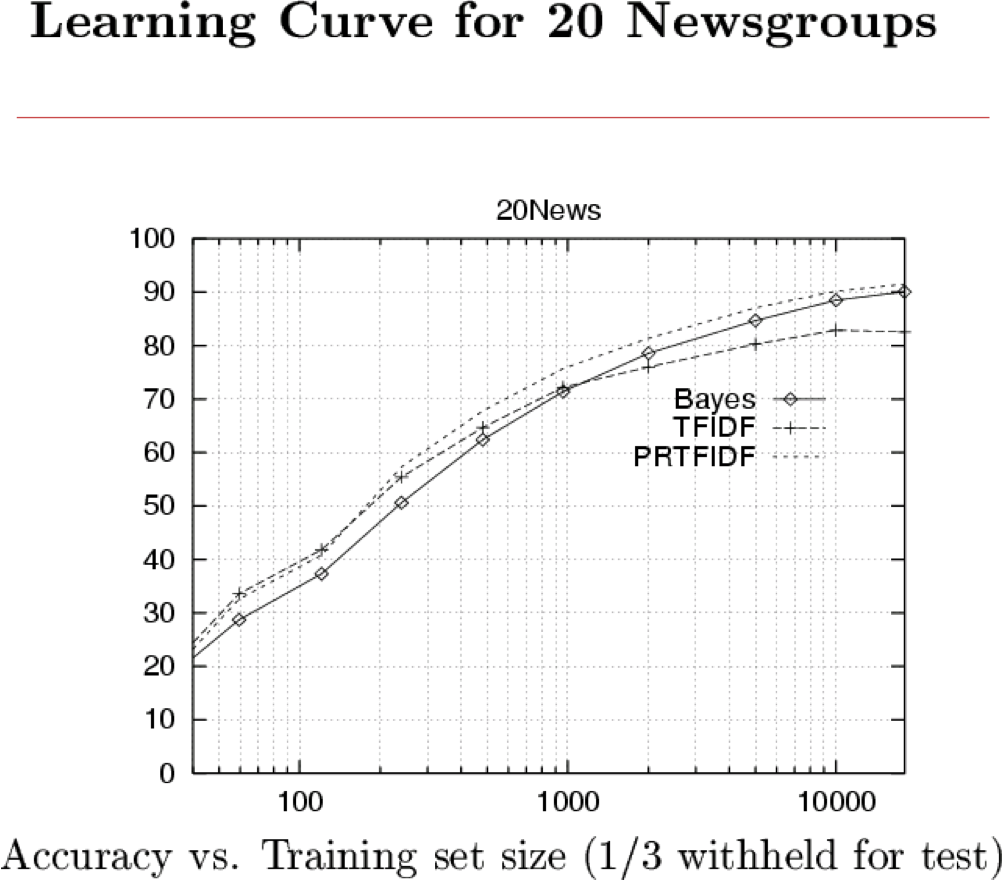 Learning Curve for 20 Newsgroups
20News
100
90
80
70
60
50
40
30
20
10
0
Bayes
TFIDF
PRTFIDF
100 1000 10000
Accuracy vs. Training set size (1/3 withheld for test)